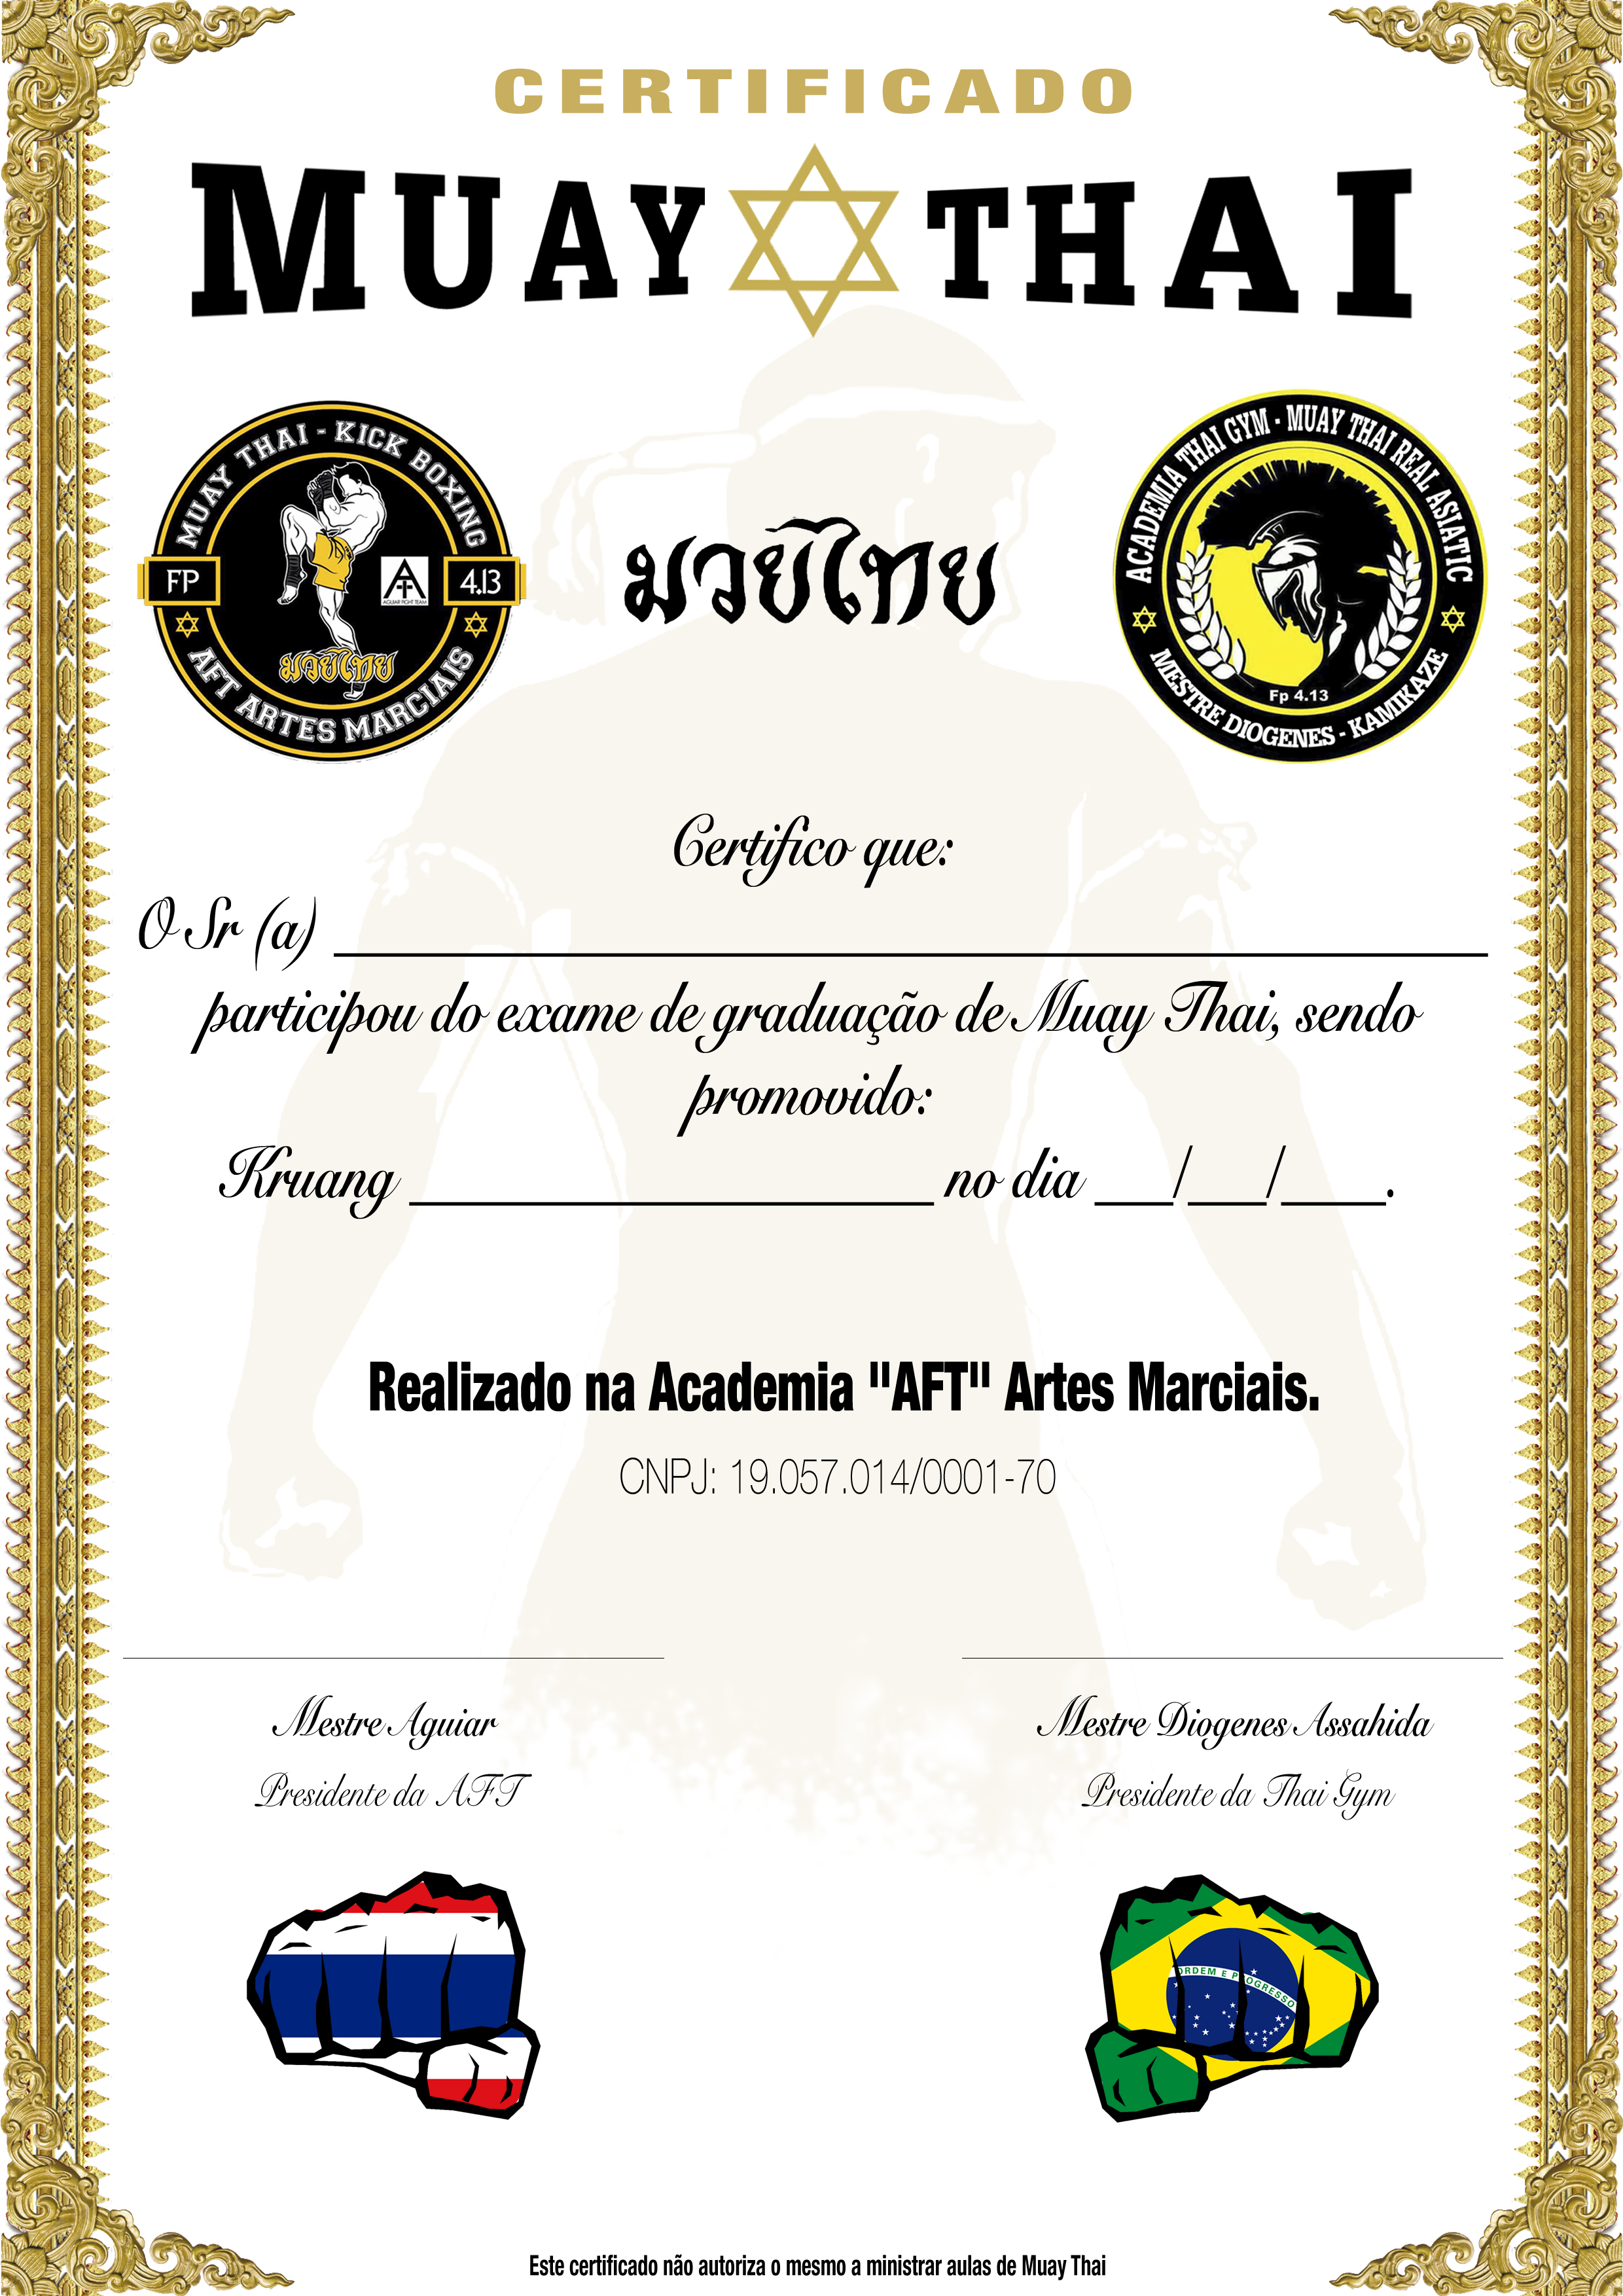 CERTIFICADO
MUAY THAI
MUAY THAI - KICK BOXING
FP
AT
AGUIAR FIGHT TEAM
4.13
มวยไทย
AFT ARTES MARCIAIS
มวยไทย
ACADEMIA THAI GYM - MUAY THAI REAL ASIATIC
Fp 4.13
MESTRE DIOGENES - KAMIKAZE
Certifico que:
O Sr (a) ____________________
participou do exame de graduação de Muay Thai, sendo
promovido:
Kruang ____________________ no dia ___/___/____.
Realizado na Academia "AFT" Artes Marciais.
CNPJ: 19.057.014/0001-70
Mestre Aguiar
Presidente da AFT
Mestre Diogenes Assahida
Presidente da Thai Gym
ORDEM E PROGRESSO
Este certificado não autoriza o mesmo a ministrar aulas de Muay Thai